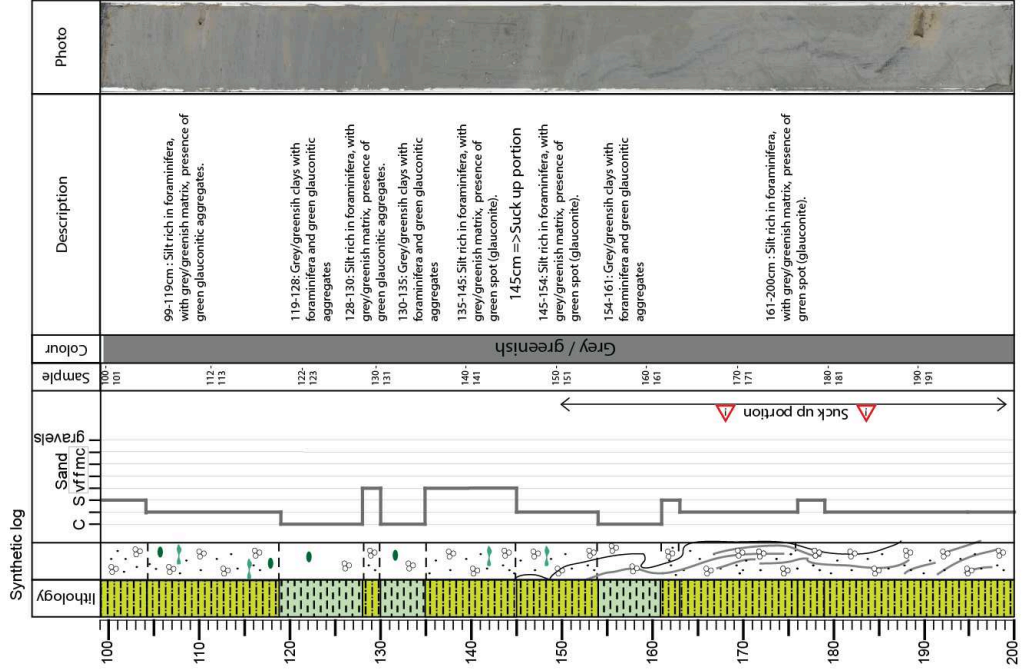 Photo
Description
Colour
Sample
Synthetic log
gravels
Sand
C S vf f m c
lithology
99-119cm : Silt rich in foraminifera,
with grey/greenish matrix, presence of
green glauconitic aggregates.
119-128: Grey/greensih clays with
foraminifera and green glauconitic
aggregates
128-130: Silt rich in foraminifera, with
grey/greenish matrix, presence of
green glauconitic aggregates.
130-135: Grey/greensih clays with
foraminifera and green glauconitic
aggregates
135-145: Silt rich in foraminifera, with
grey/greenish matrix, presence of
green spot (glauconite).
145cm =>Suck up portion
145-154: Silt rich in foraminifera, with
grey/greenish matrix, presence of
green spot (glauconite).
154-161: Grey/greensih clays with
foraminifera and green glauconitic
aggregates
161-200cm : Silt rich in foraminifera,
with grey/greenish matrix, presence of
green spot (glauconite).
Grey / greenish
100-
101
112-
113
122-
123
130-
131
140-
141
150-
151
160-
161
170-
171
180-
181
190-
191
i Suck up portion i
100
110
120
130
140
150
160
170
180
190
200